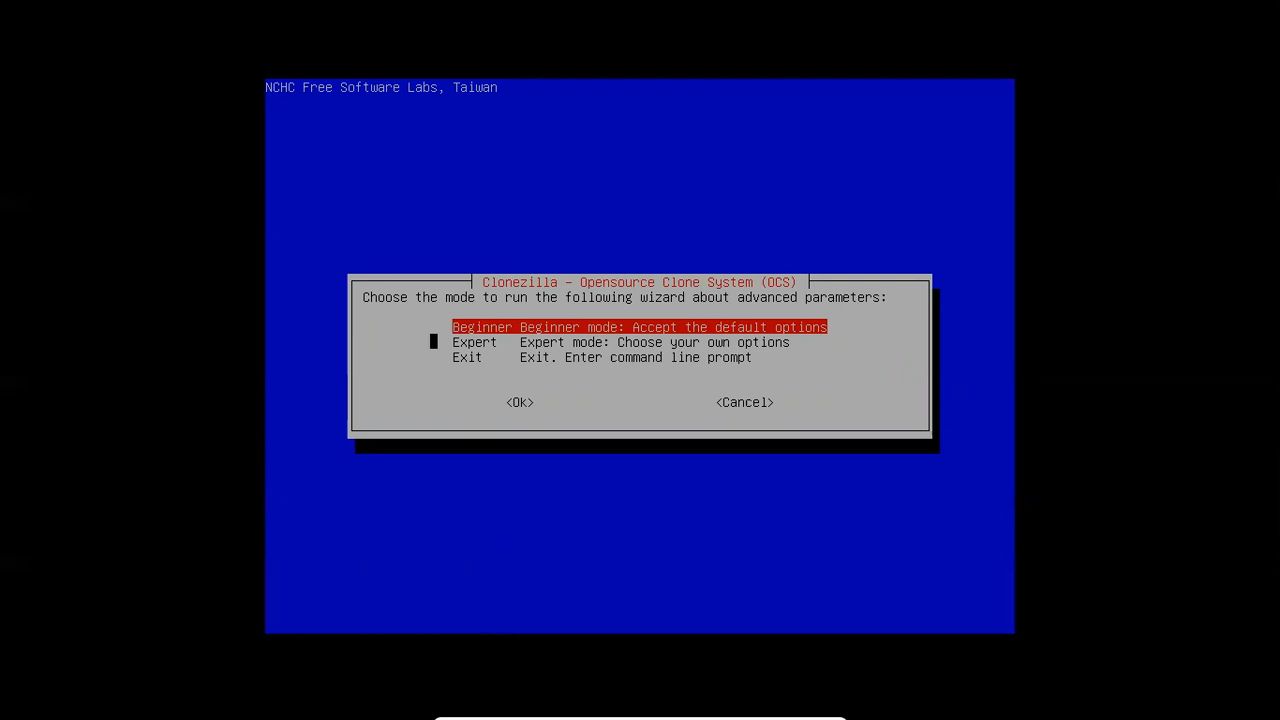 NCHC Free Software Labs, Taiwan
Clonezilla - Opensource Clone System (OCS)
Choose the mode to run the following wizard about advanced parameters:
Beginner Beginner mode: Accept the default options
Expert Expert mode: Choose your own options
Exit Exit. Enter command line prompt
<Ok> <Cancel>